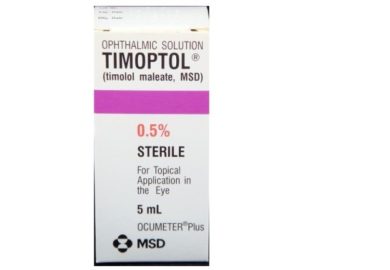 OPHTHALMIC SOLUTION
TIMOPTOL®
(timolol maleate, MSD)
0.5%
STERILE
For Topical
Application in
the Eye
5 mL
OCUMETER®Plus
MSD